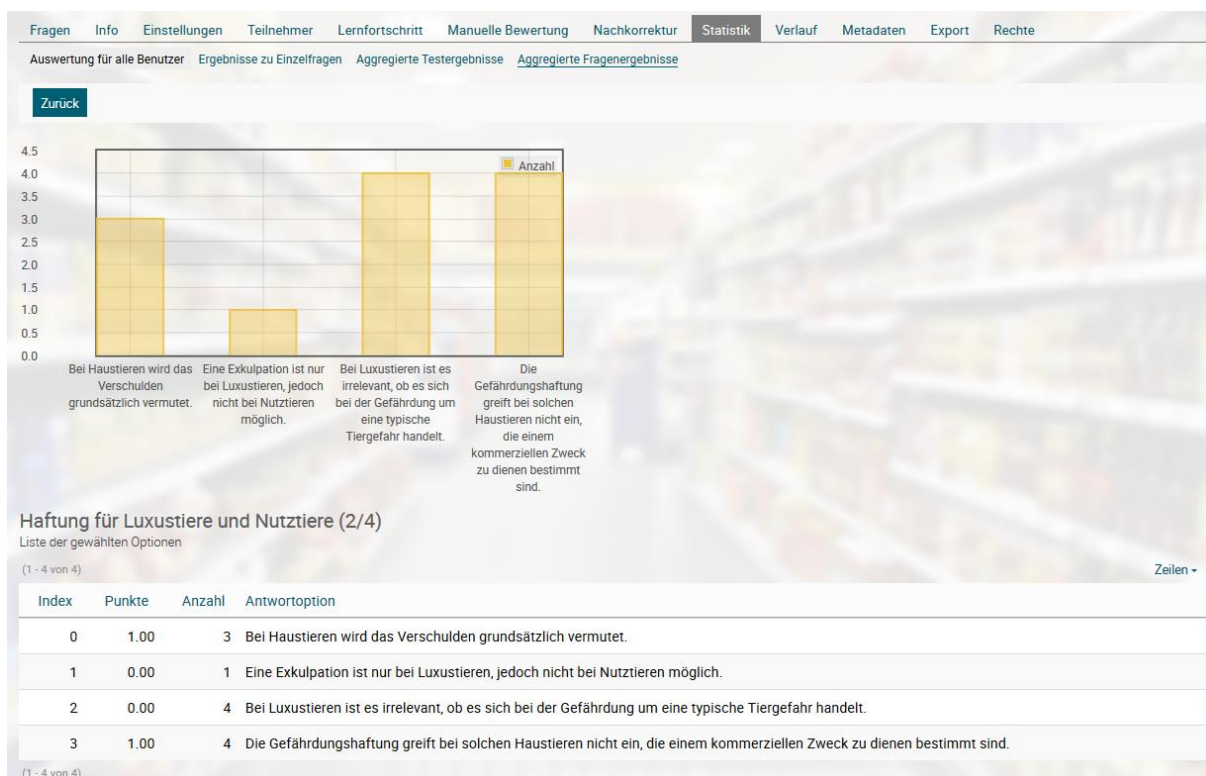 Fragen Info Einstellungen Teilnehmer Lernfortschritt Manuelle Bewertung Nachkorrektur Statistik Verlauf Metadaten Export Rechte
Auswertung für alle Benutzer Ergebnisse zu Einzelfragen Aggregierte Testergebnisse Aggregierte Fragenergebnisse
Zurück
4.5
4.0
3.5
3.0
2.5
2.0
1.5
1.0
0.5
0.0
Anzahl
Bei Haustieren wird das
Verschulden
grundsätzlich vermutet.
Eine Exkulpation ist nur
bei Luxustieren, jedoch
nicht bei Nutztieren
möglich.
Bei Luxustieren ist es
irrelevant, ob es sich
bei der Gefährdung um
eine typische
Tiergefahr handelt.
Die
Gefährdungshaftung
greift bei solchen
Haustieren nicht ein,
die einem
kommerziellen Zweck
zu dienen bestimmt
sind.
Haftung für Luxustiere und Nutztiere (2/4)
Liste der gewählten Optionen
(1 - 4 von 4) Zeilen
Index Punkte Anzahl Antwortoption
0 1.00 3 Bei Haustieren wird das Verschulden grundsätzlich vermutet.
1 0.00 1 Eine Exkulpation ist nur bei Luxustieren, jedoch nicht bei Nutztieren möglich.
2 0.00 4 Bei Luxustieren ist es irrelevant, ob es sich bei der Gefährdung um eine typische Tiergefahr handelt.
3 1.00 4 Die Gefährdungshaftung greift bei solchen Haustieren nicht ein, die einem kommerziellen Zweck zu dienen bestimmt sind.
(1 - 4 von 4)